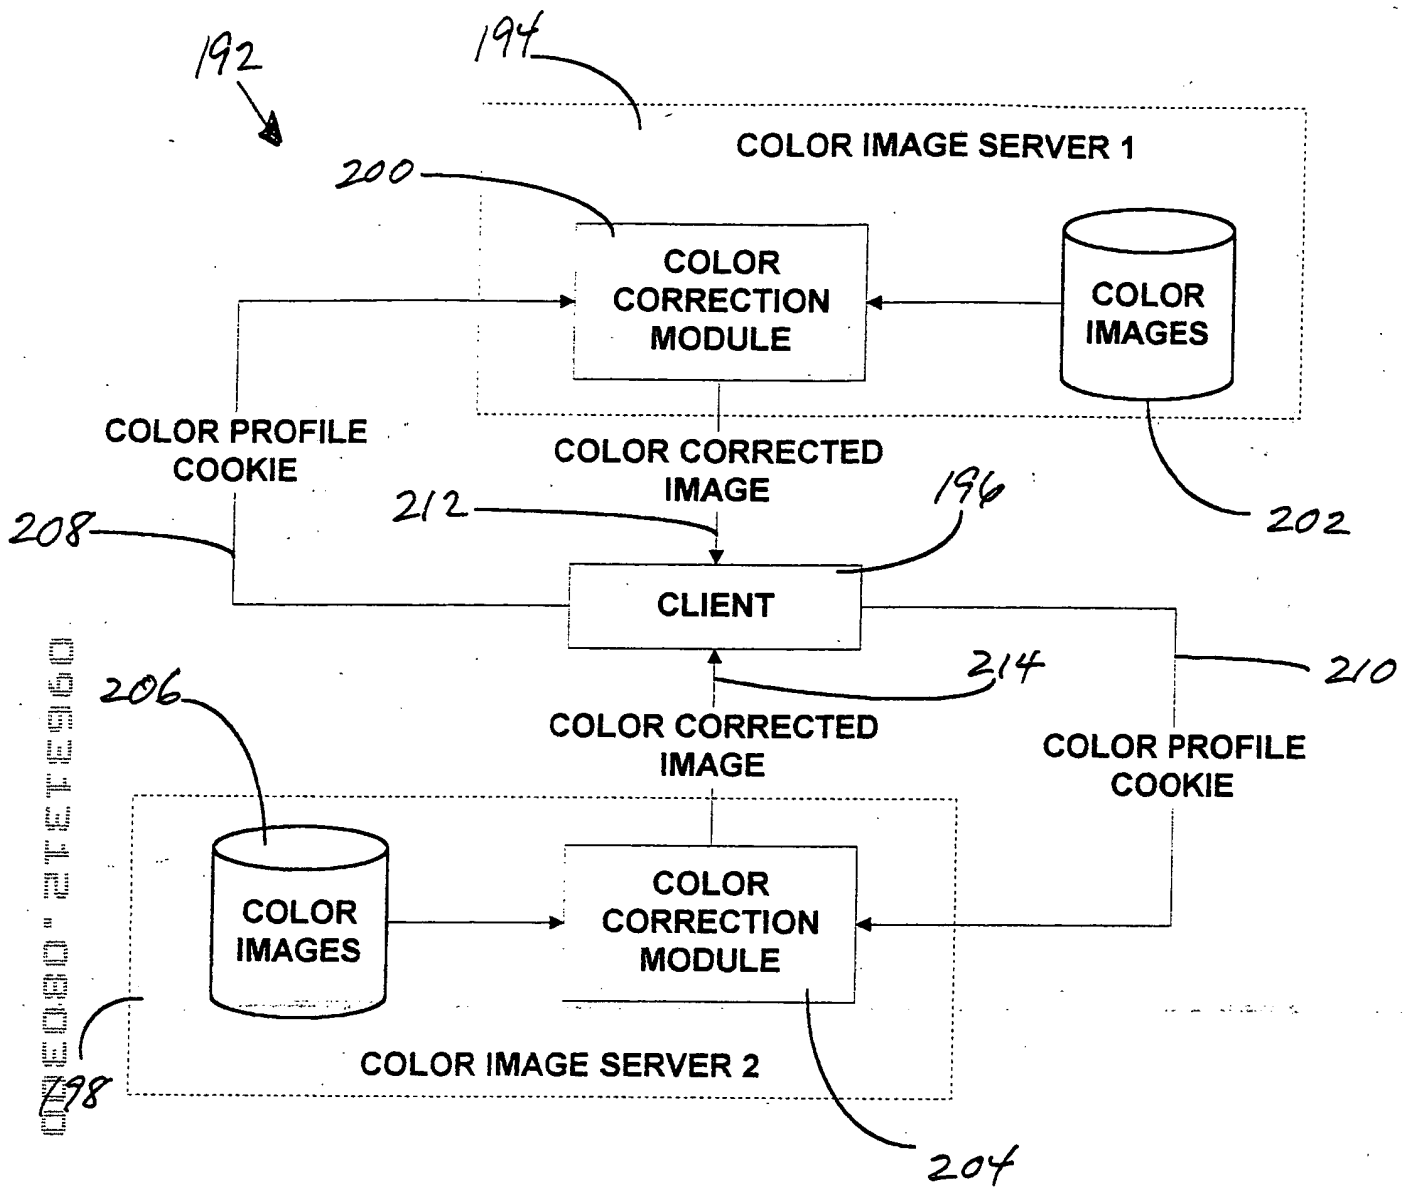 192
194
COLOR IMAGE SERVER 1
200
COLOR
CORRECTION
MODULE
COLOR
IMAGES
COLOR PROFILE
COOKIE
COLOR CORRECTED
IMAGE
212
196
202
208
CLIENT
214
210
206
COLOR CORRECTED
IMAGE
COLOR PROFILE
COOKIE
COLOR
IMAGES
COLOR
CORRECTION
MODULE
COLOR IMAGE SERVER 2
198
204